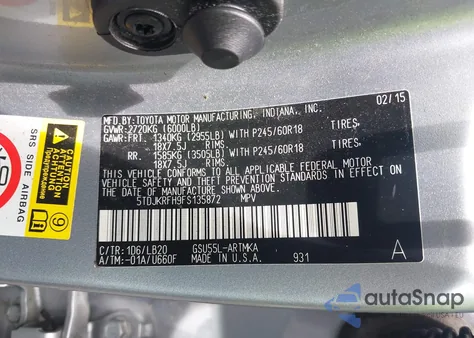 MFD.BY:TOYOTA MOTOR MANUFACTURING, INDIANA, INC. 02/15
GVWR:2720KG (6000LB)
GAWR:FRT. 1340KG (2955LB) WITH P245/60R18 TIRES,
18X7.5J
RR. 1585KG (3505LB) WITH P245/60R18 TIRES,
18X7.5J
THIS VEHICLE CONFORMS TO ALL APPLICABLE FEDERAL MOTOR
VEHICLE SAFETY AND THEFT PREVENTION STANDARDS IN EFFECT
ON THE DATE OF MANUFACTURE SHOWN ABOVE.
5TDJKRFH9FS135872 MPV
C/TR:1D6/LB20 GSU55L-ARTMKA
A/TM:-01A/U660F MADE IN U.S.A. 931 A
SRS SIDE AIRBAG
9
autoSnap